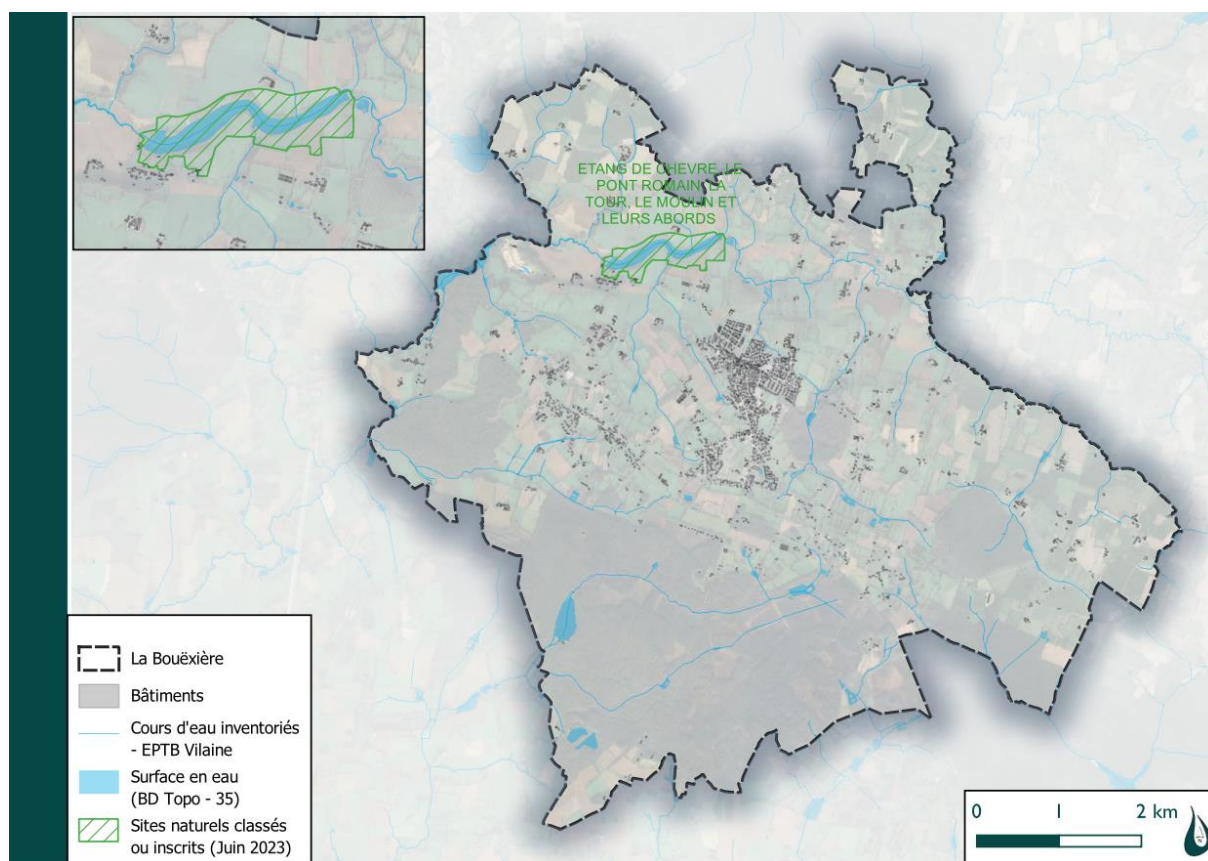 ETANG DE CHEVRE, LE
PONT ROMAIN, LA
TOUR, LE MOULIN ET
LEURS ABORDS
La Bouëxière
Bâtiments
Cours d'eau inventoriés
- EPTB Vilaine
Surface en eau
(BD Topo - 35)
Sites naturels classés
ou inscrits (Juin 2023)
0 1 2 km